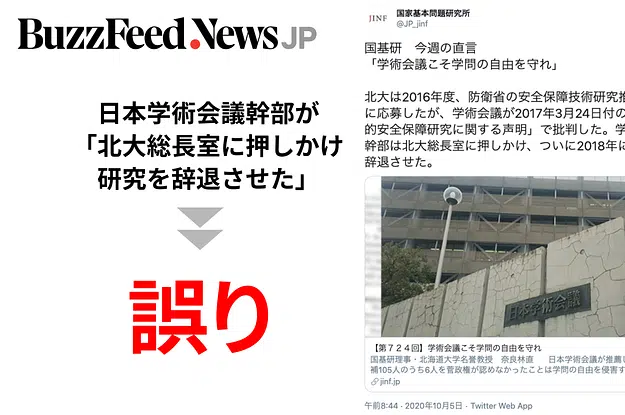 BuzzFeed.News JP
日本学術会議幹部が
「北大総長室に押しかけ
研究を辞退させた」
誤り
JINF
国家基本問題研究所
@JP_jinf
国基研 今週の直言
「学術会議こそ学問の自由を守れ」
北大は2016年度、防衛省の安全保障技術研究推
に応募したが、学術会議が2017年3月24日付の
的安全保障研究に関する声明」で批判した。学
幹部は北大総長室に押しかけ、ついに2018年に
辞退させた。
日本学術会議
【第724回】学術会議こそ学問の自由を守れ
国基研理事・北海道大学名誉教授 奈良林直 日本学術会議が推薦し
補105人のうち6人を菅政権が認めなかったことは学問の自由を侵害す
jinf.jp
午前8:44 · 2020年10月5日 · Twitter Web App